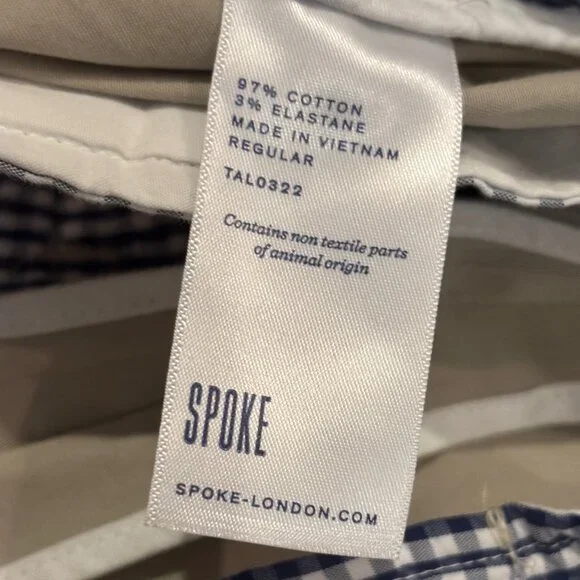 97% COTTON
3% ELASTANE
MADE IN VIETNAM
REGULAR
TAL0322
Contains non textile parts
of animal origin
SPOKE
SPOKE-LONDON.COM